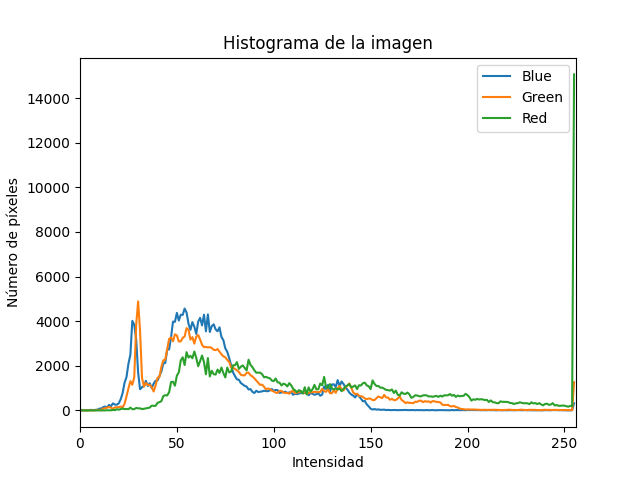 Histograma de la imagen
Blue
Green
Red
14000
12000
10000
8000
6000
4000
2000
0
Número de píxeles
0 50 100 150 200 250
Intensidad